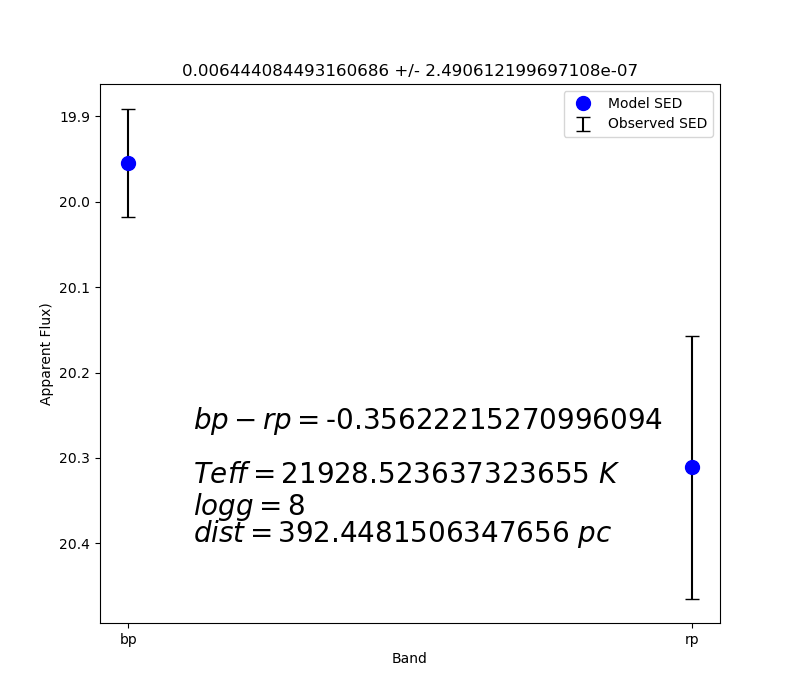 0.006444084493160686 +/- 2.490612199697108e-07
Model SED
Observed SED
19.9
20.0
20.1
20.2
20.3
20.4
Apparent Flux)
bp − rp = -0.35622215270996094
Teff = 21928.523637323655 K
logg = 8
dist = 392.4481506347656 pc
bp
rp
Band